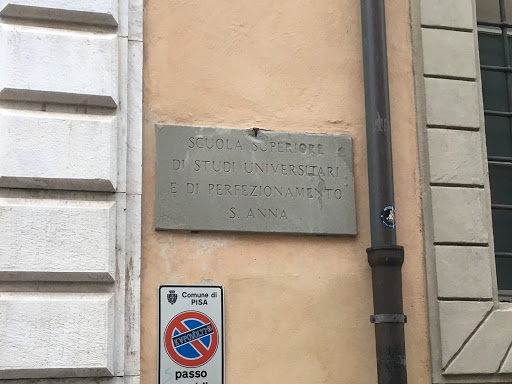 SCUOLA SUPERIORE
DI STUDI UNIVERSITARI
E DI PERFEZIONAMENTO
S. ANNA
Comune di
PISA
passo